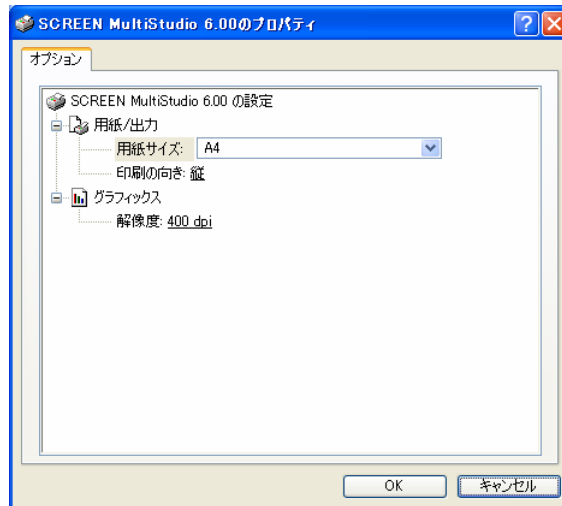 SCREEN MultiStudio 6.00のプロパティ
オプション
SCREEN MultiStudio 6.00 の設定
用紙/出力
用紙サイズ: A4
印刷の向き: 縦
グラフィックス
解像度: 400 dpi
OK キャンセル